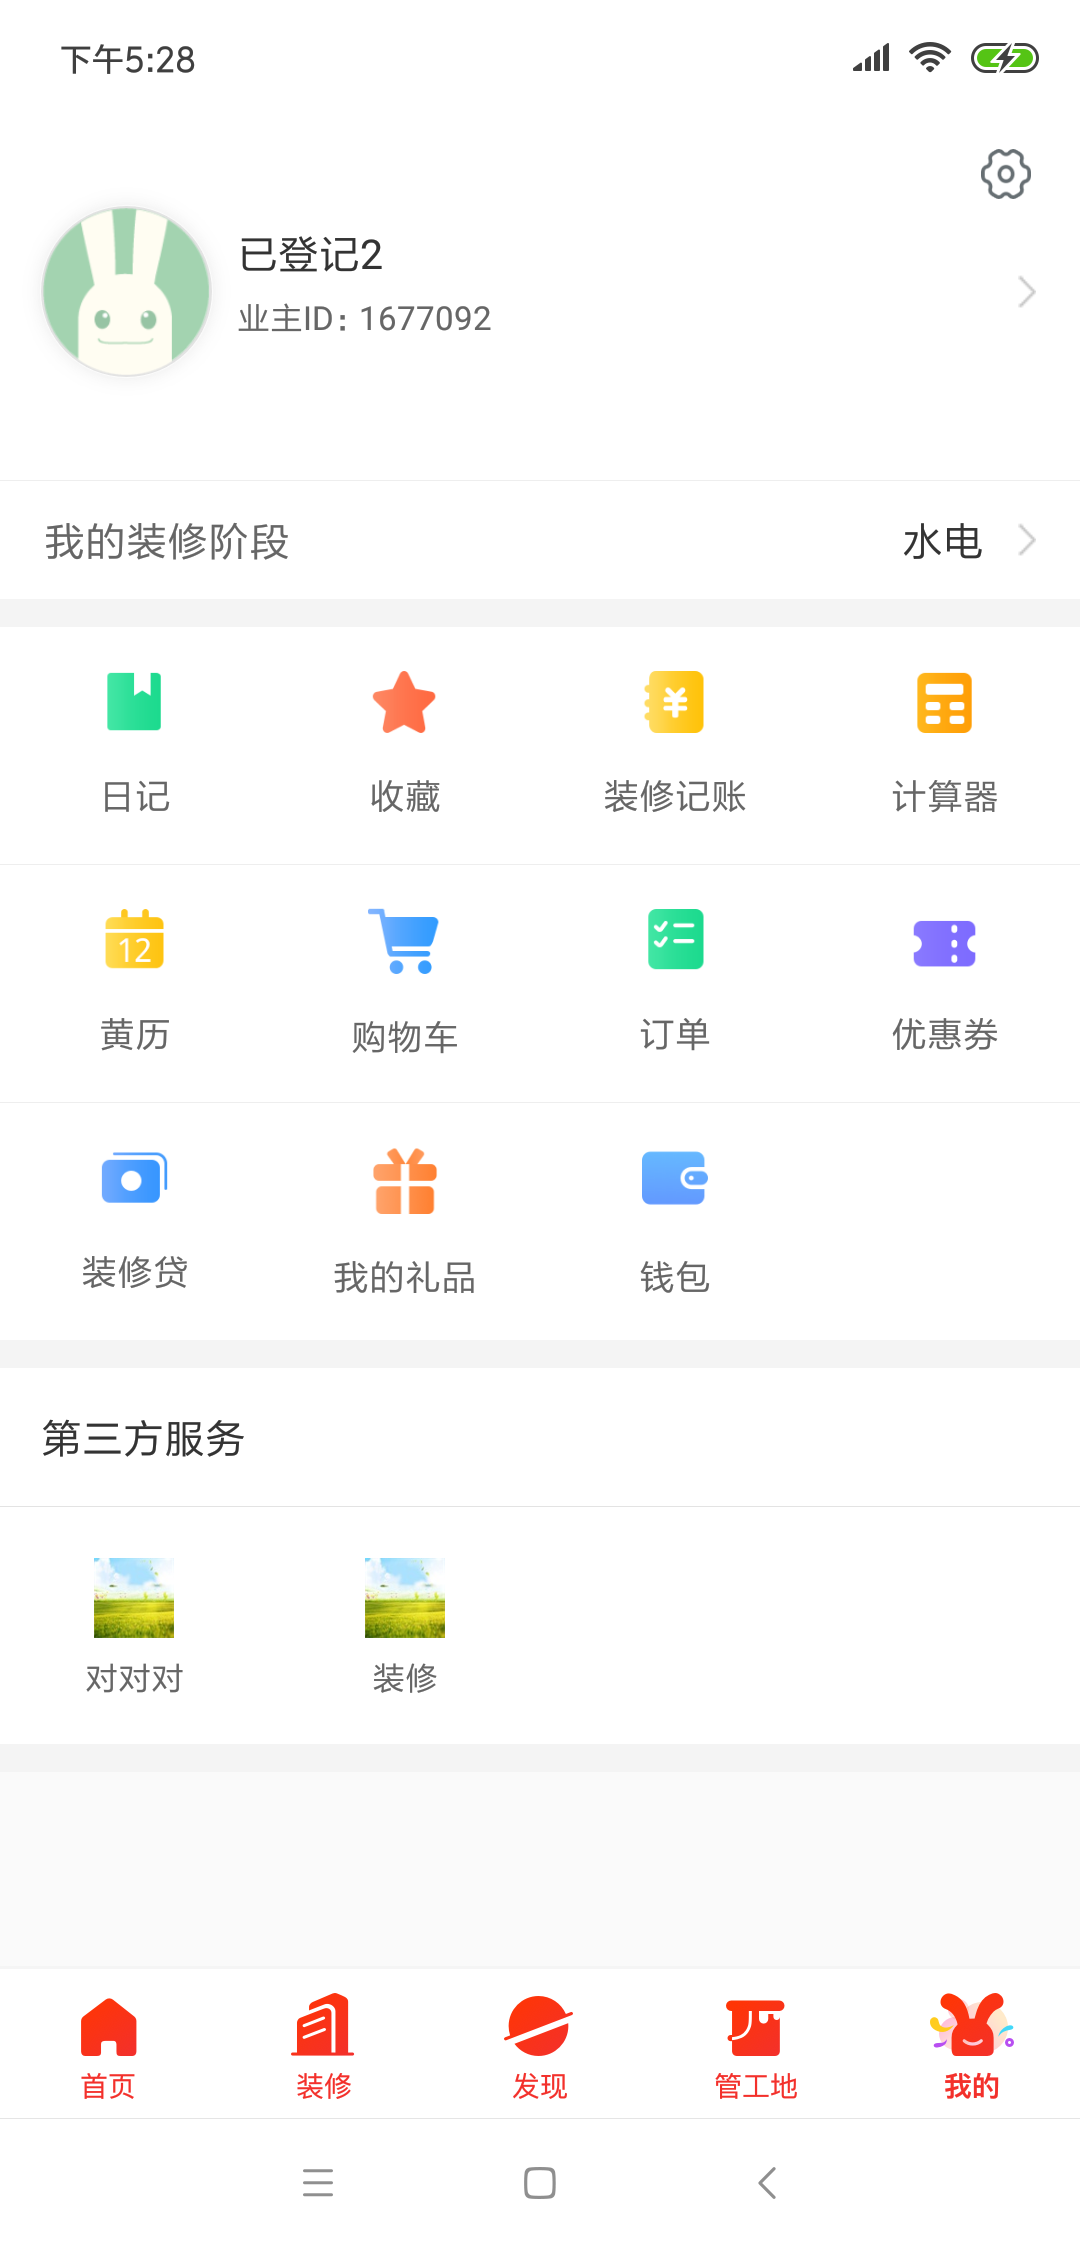 下午5:28
已登记2
业主ID: 1677092
我的装修阶段 水电
日记 收藏 装修记账 计算器
12
¥
黄历 购物车 订单 优惠券
装修贷 我的礼品 钱包
第三方服务
对对对 装修
首页 装修 发现 管工地 我的